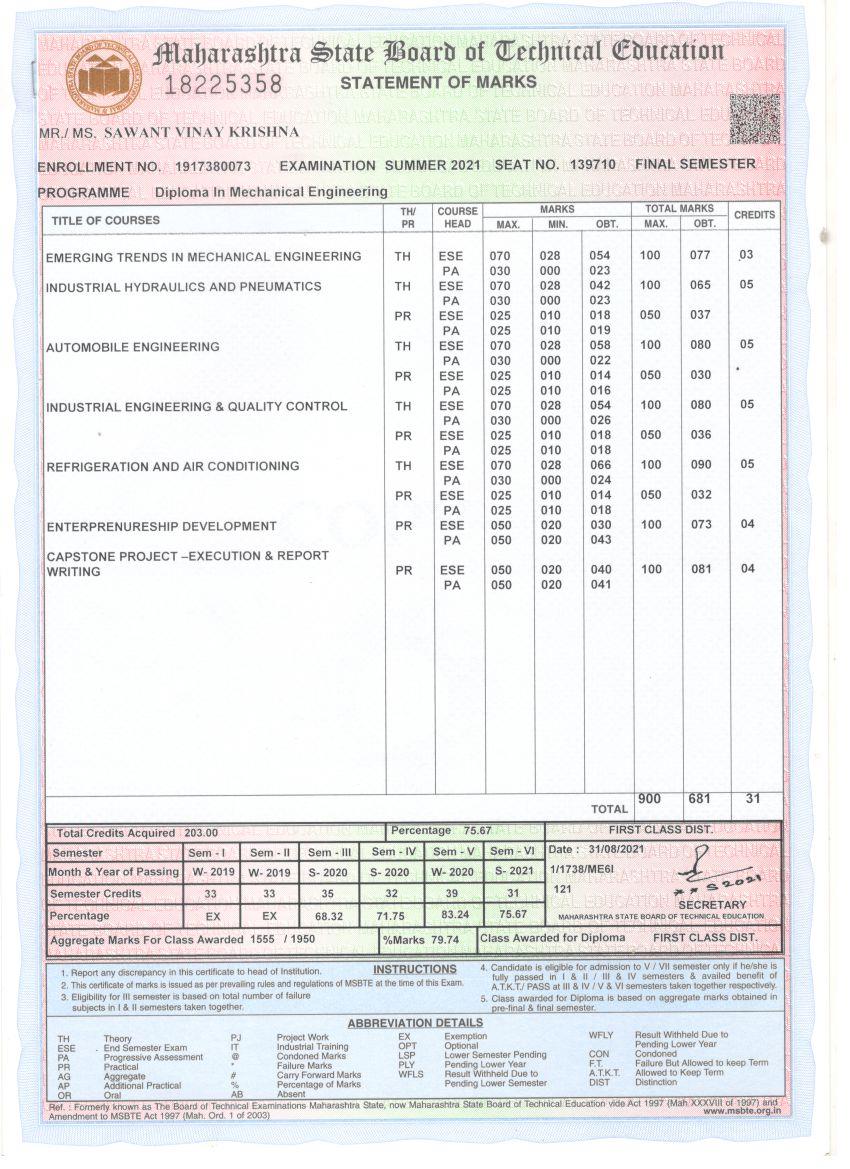 Maharashtra State Board of Technical Education
18225358 STATEMENT OF MARKS
MR./ MS. SAWANT VINAY KRISHNA
ENROLLMENT NO. 1917380073 EXAMINATION SUMMER 2021 SEAT NO. 139710 FINAL SEMESTER
PROGRAMME Diploma In Mechanical Engineering
TITLE OF COURSES TH/ PR COURSE HEAD MARKS MAX. MIN. OBT. TOTAL MARKS MAX. OBT. CREDITS
EMERGING TRENDS IN MECHANICAL ENGINEERING TH ESE 070 028 054 100 077 03
PA 030 000 023
INDUSTRIAL HYDRAULICS AND PNEUMATICS TH ESE 070 028 042 100 065 05
PA 030 000 023
PR ESE 025 010 018 050 037
PA 025 010 019
AUTOMOBILE ENGINEERING TH ESE 070 028 058 100 080 05
PA 030 000 022
PR ESE 025 010 014 050 030
PA 025 010 016
INDUSTRIAL ENGINEERING & QUALITY CONTROL TH ESE 070 028 054 100 080 05
PA 030 000 026
PR ESE 025 010 018 050 036
PA 025 010 018
REFRIGERATION AND AIR CONDITIONING TH ESE 070 028 066 100 090 05
PA 030 000 024
PR ESE 025 010 014 050 032
PA 025 010 018
ENTERPRENURESHIP DEVELOPMENT PR ESE 050 020 030 100 073 04
PA 050 020 043
CAPSTONE PROJECT –EXECUTION & REPORT
WRITING PR ESE 050 020 040 100 081 04
PA 050 020 041
TOTAL 900 681 31
Total Credits Acquired 203.00 Percentage 75.67 FIRST CLASS DIST.
Semester Sem - I Sem - II Sem - III Sem - IV Sem - V Sem - VI
Month & Year of Passing W- 2019 W- 2019 S- 2020 S- 2020 W- 2020 S- 2021
Semester Credits 33 33 35 32 39 31
Percentage EX EX 68.32 71.75 83.24 75.67
Date : 31/08/2021
1/1738/ME6I
121
S2021
SECRETARY
MAHARASHTRA STATE BOARD OF TECHNICAL EDUCATION
Aggregate Marks For Class Awarded 1555 / 1950 %Marks 79.74 Class Awarded for Diploma FIRST CLASS DIST.
INSTRUCTIONS
1. Report any discrepancy in this certificate to head of Institution.
2. This certificate of marks is issued as per prevailing rules and regulations of MSBTE at the time of this Exam.
3. Eligibility for III semester is based on total number of failure
subjects in I & II semesters taken together.
4. Candidate is eligible for admission to V / VII semester only if he/she is
fully passed in I & II / III & IV semesters & availed benefit of
A.T.K.T./ PASS at III & IV / V & VI semesters taken together respectively.
5. Class awarded for Diploma is based on aggregate marks obtained in
pre-final & final semester.
ABBREVIATION DETAILS
TH Theory
ESE End Semester Exam
PA Progressive Assessment
PR Practical
AG Aggregate
AP Additional Practical
OR Oral
PJ Project Work
IT Industrial Training
@ Condoned Marks
* Failure Marks
# Carry Forward Marks
% Percentage of Marks
AB Absent
EX Exemption
OPT Optional
LSP Lower Semester Pending
PLY Pending Lower Year
WFLS Result Withheld Due to
Pending Lower Semester
WFLY Result Withheld Due to
Pending Lower Year
CON Condoned
F.T. Failure But Allowed to keep Term
A.T.K.T. Allowed to Keep Term
DIST Distinction
Ref. : Formerly known as The Board of Technical Examinations Maharashtra State, now Maharashtra State Board of Technical Education vide Act 1997 (Mah XXXVIII of 1997) and
Amendment to MSBTE Act 1997 (Mah. Ord. 1 of 2003) www.msbte.org.in